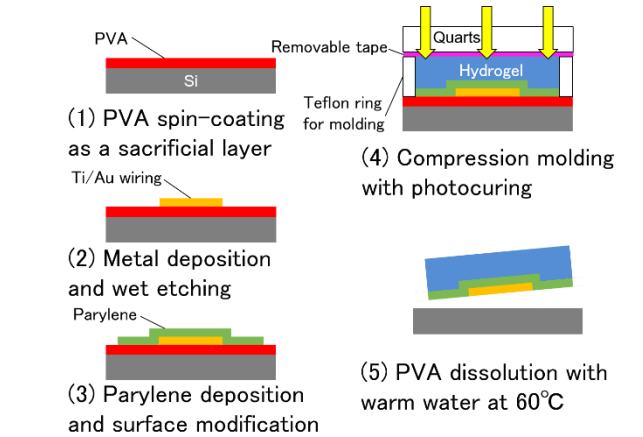 PVA
Si
(1) PVA spin-coating
as a sacrificial layer
Ti/Au wiring
(2) Metal deposition
and wet etching
Parylene
(3) Parylene deposition
and surface modification
Quarts
Removable tape
Hydrogel
Teflon ring
for molding
(4) Compression molding
with photocuring
(5) PVA dissolution with
warm water at 60℃